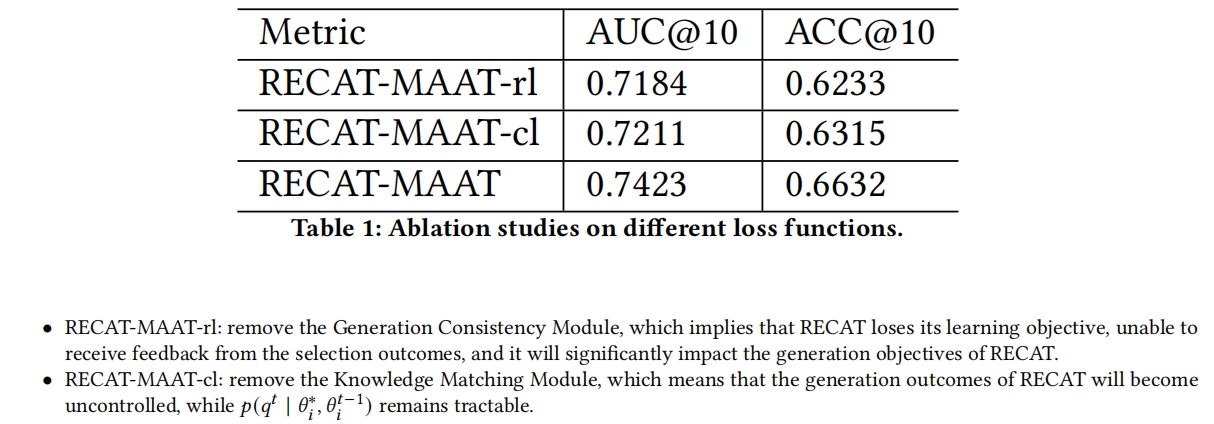 Metric AUC@10 ACC@10
RECAT-MAAT-rl 0.7184 0.6233
RECAT-MAAT-cl 0.7211 0.6315
RECAT-MAAT 0.7423 0.6632
Table 1: Ablation studies on different loss functions.
• RECAT-MAAT-rl: remove the Generation Consistency Module, which implies that RECAT loses its learning objective, unable to
receive feedback from the selection outcomes, and it will significantly impact the generation objectives of RECAT.
• RECAT-MAAT-cl: remove the Knowledge Matching Module, which means that the generation outcomes of RECAT will become
uncontrolled, while p(qᵗ | θᵢ*, θᵢᵗ⁻¹) remains tractable.